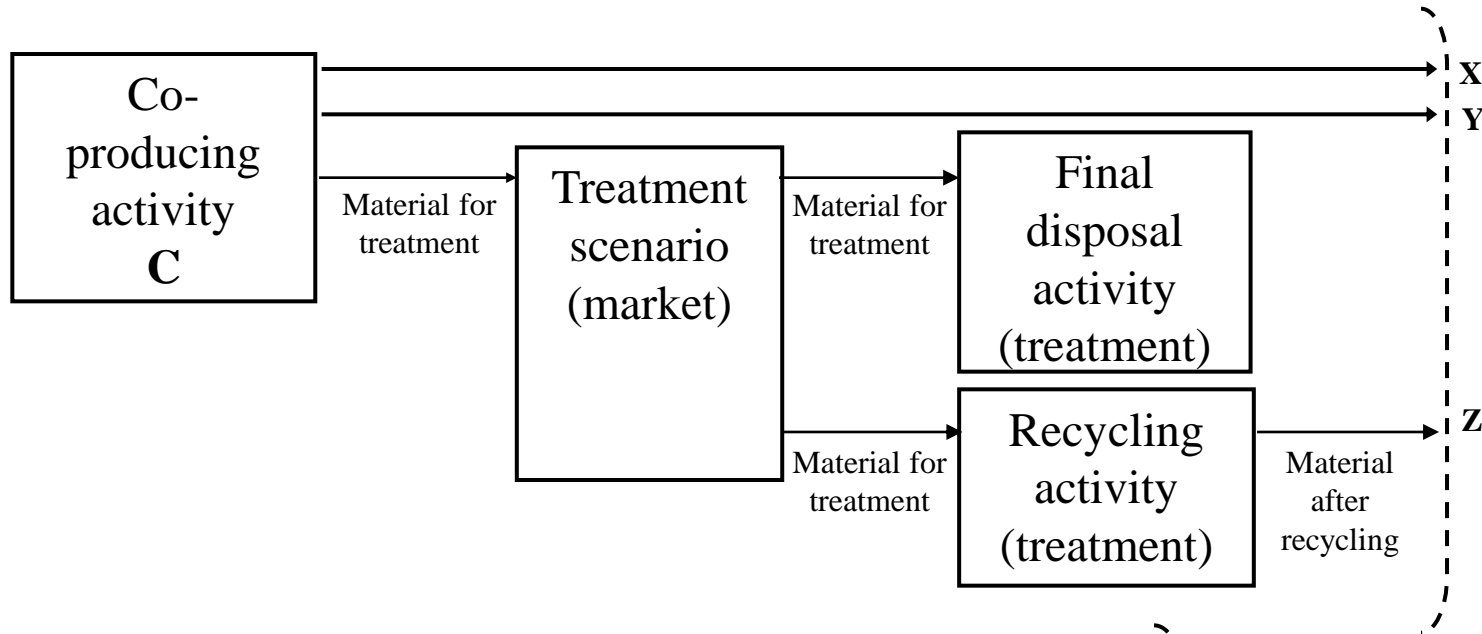 Co-
producing
activity
C
X
Y
Material for
treatment
Treatment
scenario
(market)
Material for
treatment
Final
disposal
activity
(treatment)
Material for
treatment
Recycling
activity
(treatment)
Material
after
recycling
Z